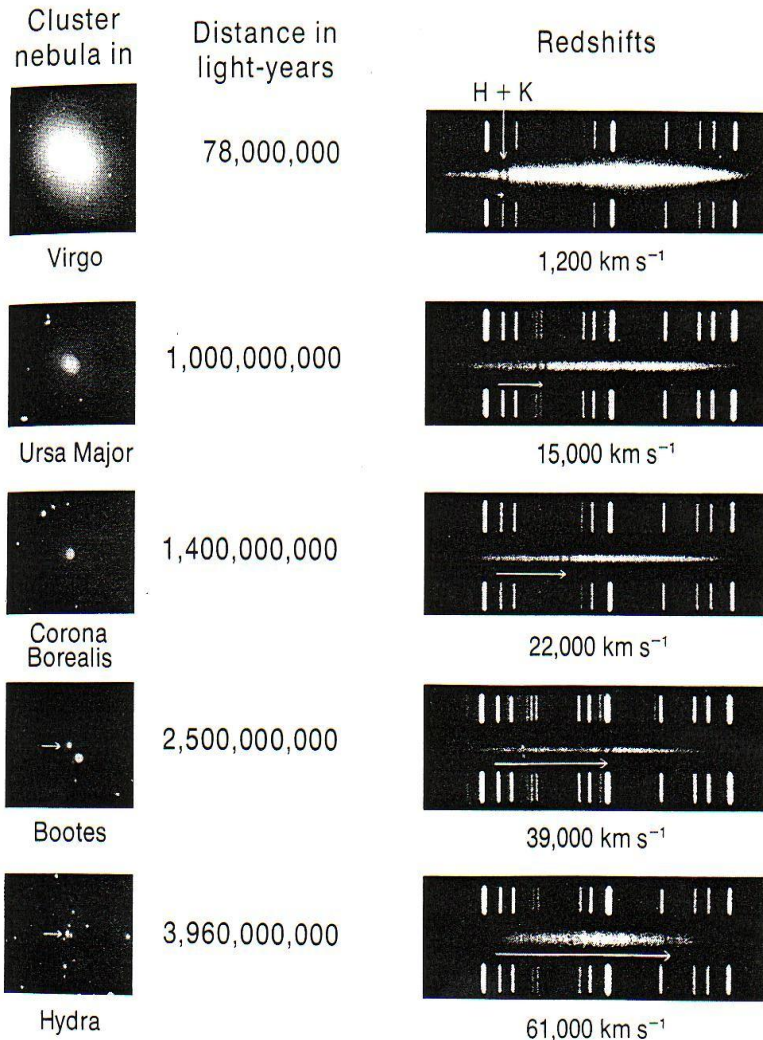 Cluster
nebula in
Distance in
light-years
Redshifts
H + K
78,000,000
Virgo
1,200 km s⁻¹
1,000,000,000
Ursa Major
15,000 km s⁻¹
1,400,000,000
Corona
Borealis
22,000 km s⁻¹
2,500,000,000
Bootes
39,000 km s⁻¹
3,960,000,000
Hydra
61,000 km s⁻¹